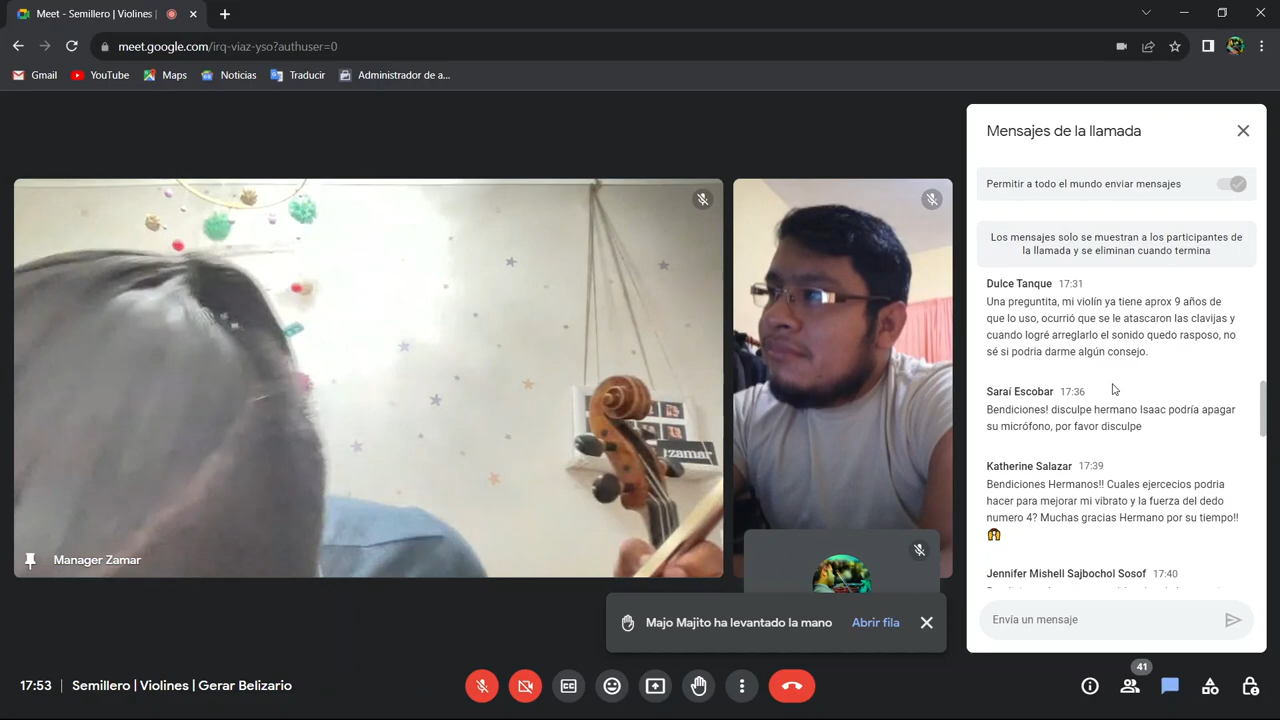 Meet - Semillero | Violines |
meet.google.com/irq-viaz-yso?authuser=0
Gmail
YouTube
Maps
Noticias
Traducir
Administrador de a...
zamar
Manager Zamar
Majo Majito ha levantado la mano
Abrir fila
Mensajes de la llamada
Permitir a todo el mundo enviar mensajes
Los mensajes solo se muestran a los participantes de
la llamada y se eliminan cuando termina
Dulce Tanque 17:31
Una preguntita, mi violín ya tiene aprox 9 años de
que lo uso, ocurrió que se le atascaron las clavijas y
cuando logré arreglarlo el sonido quedo rasposo, no
sé si podria darme algún consejo.
Saraí Escobar 17:36
Bendiciones! disculpe hermano Isaac podría apagar
su micrófono, por favor disculpe
Katherine Salazar 17:39
Bendiciones Hermanos!! Cuales ejercecios podria
hacer para mejorar mi vibrato y la fuerza del dedo
numero 4? Muchas gracias Hermano por su tiempo!!
Jennifer Mishell Sajbochol Sosof 17:40
Envía un mensaje
17:53 | Semillero | Violines | Gerar Belizario
41